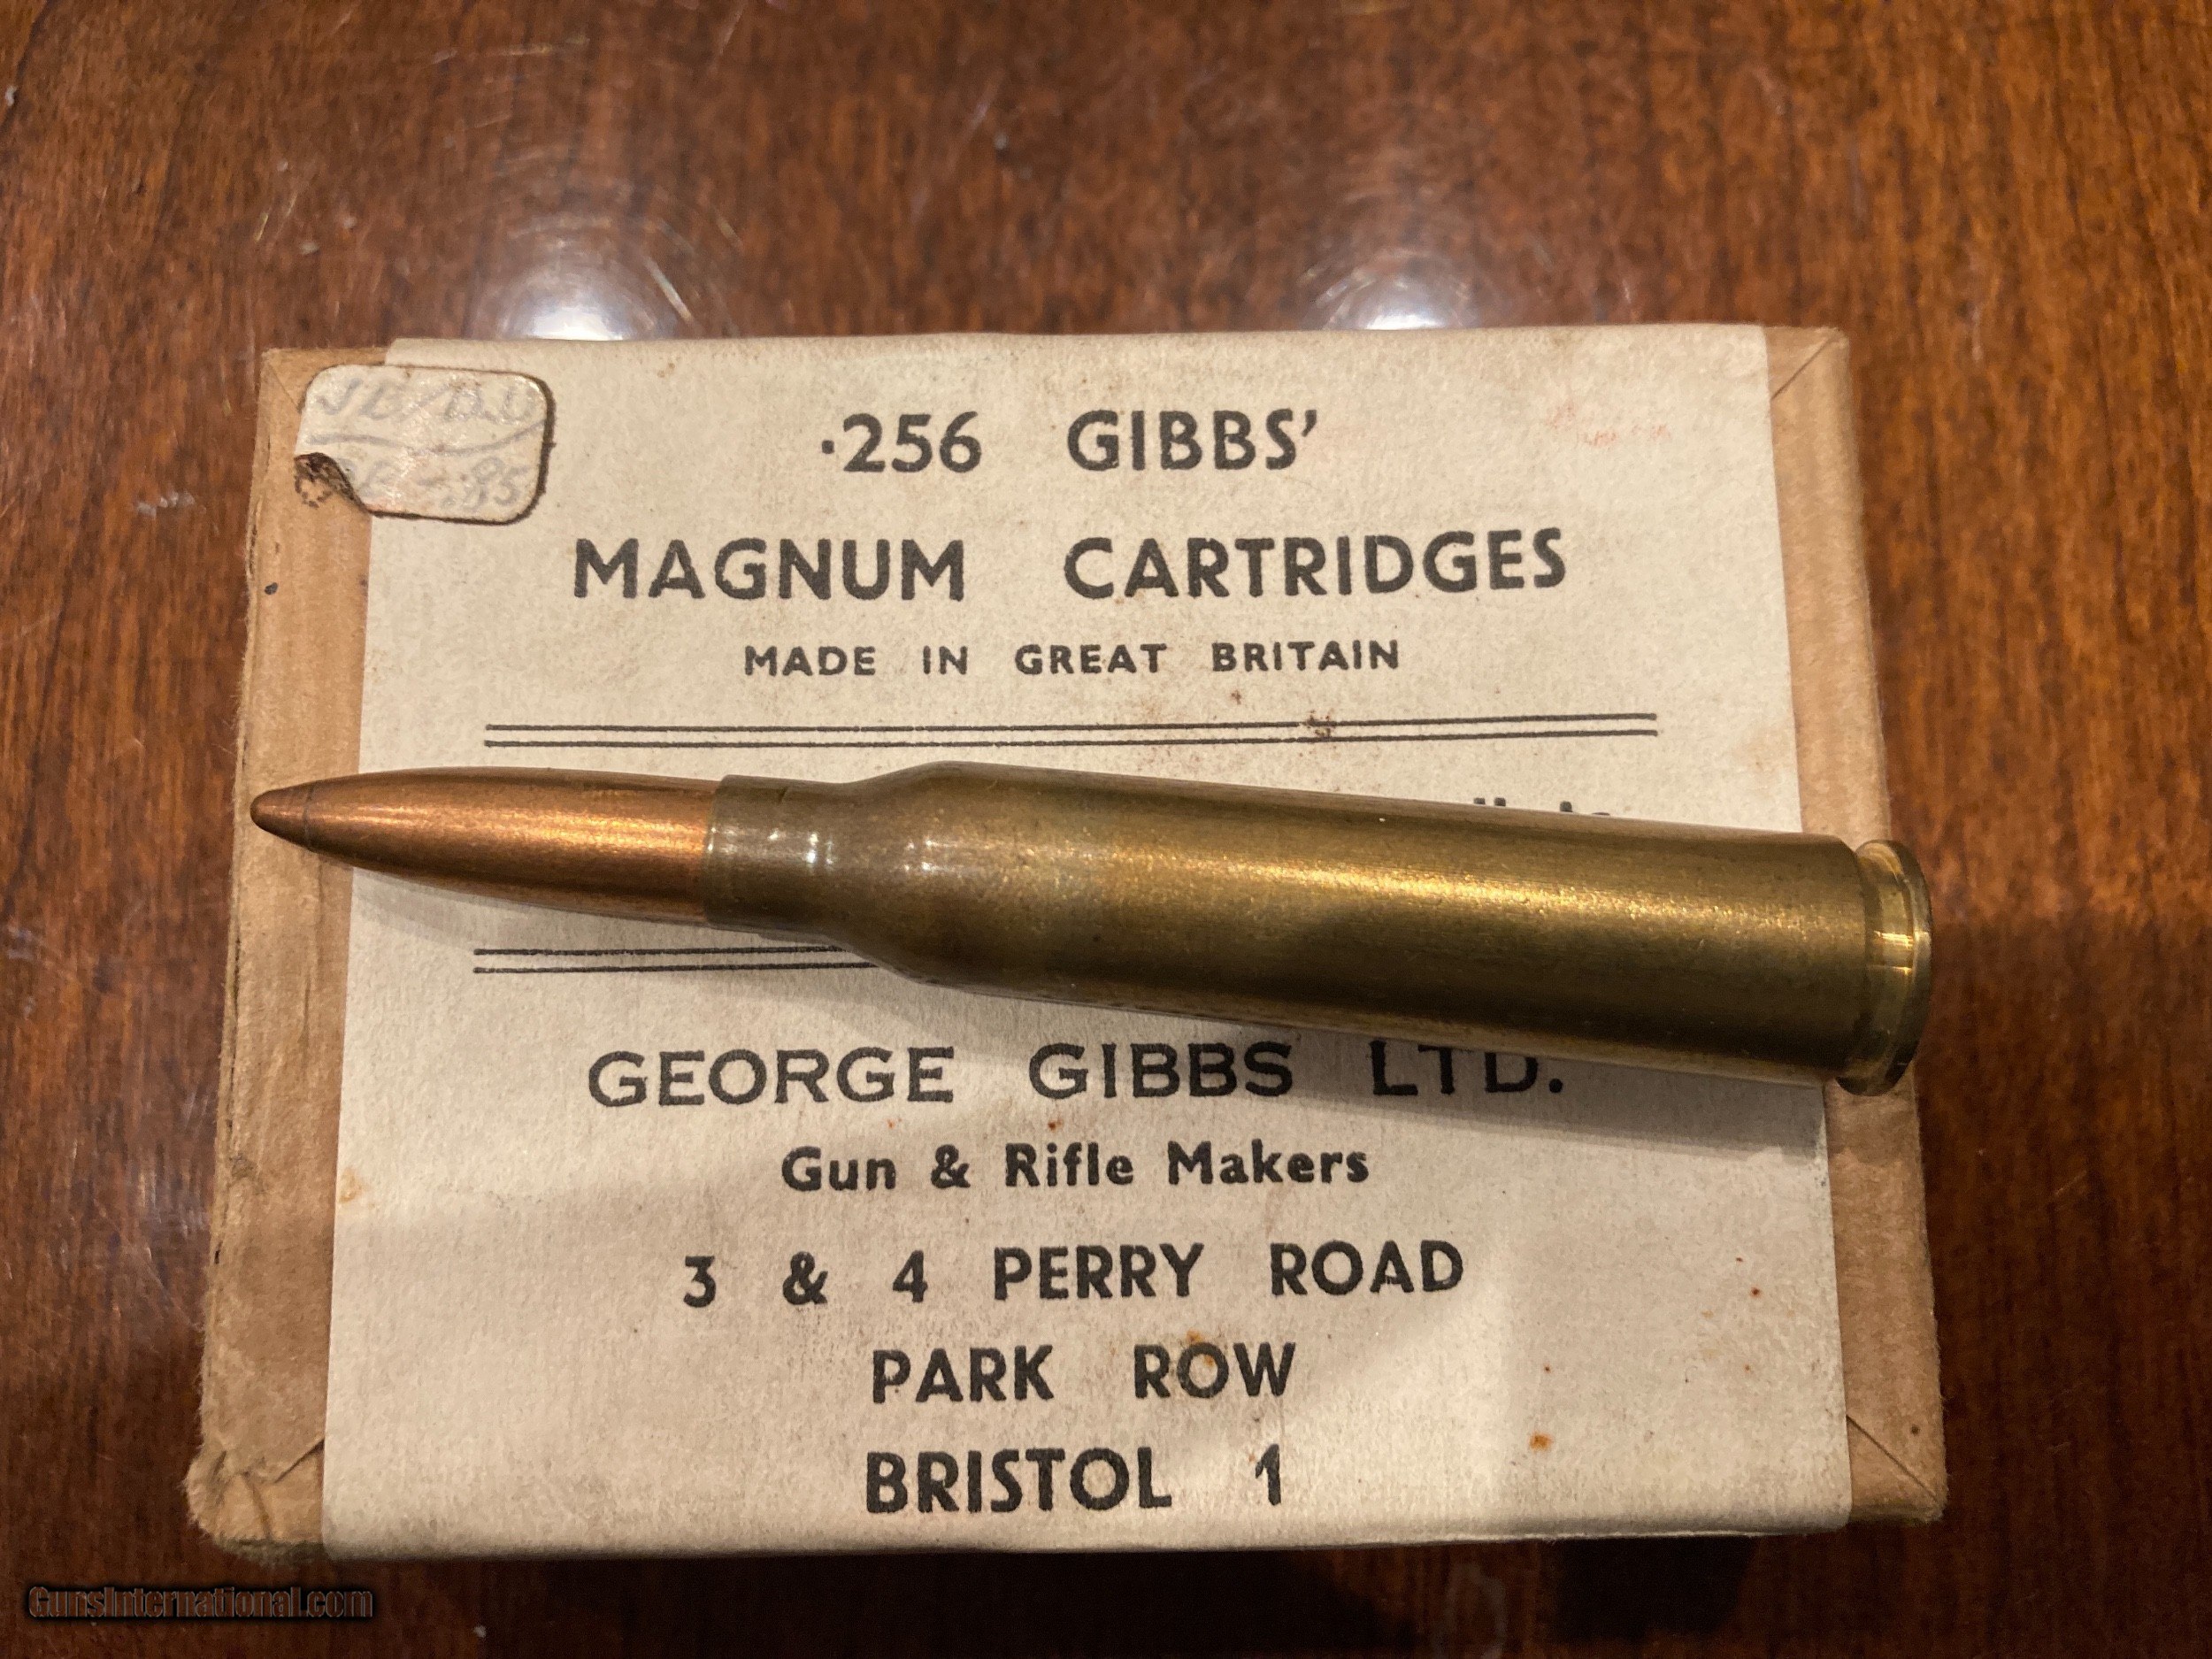 .256 GIBBS'
MAGNUM CARTRIDGES
MADE IN GREAT BRITAIN
GEORGE GIBBS LTD.
Gun & Rifle Makers
3 & 4 PERRY ROAD
PARK ROW
BRISTOL 1
GunsInternational.com